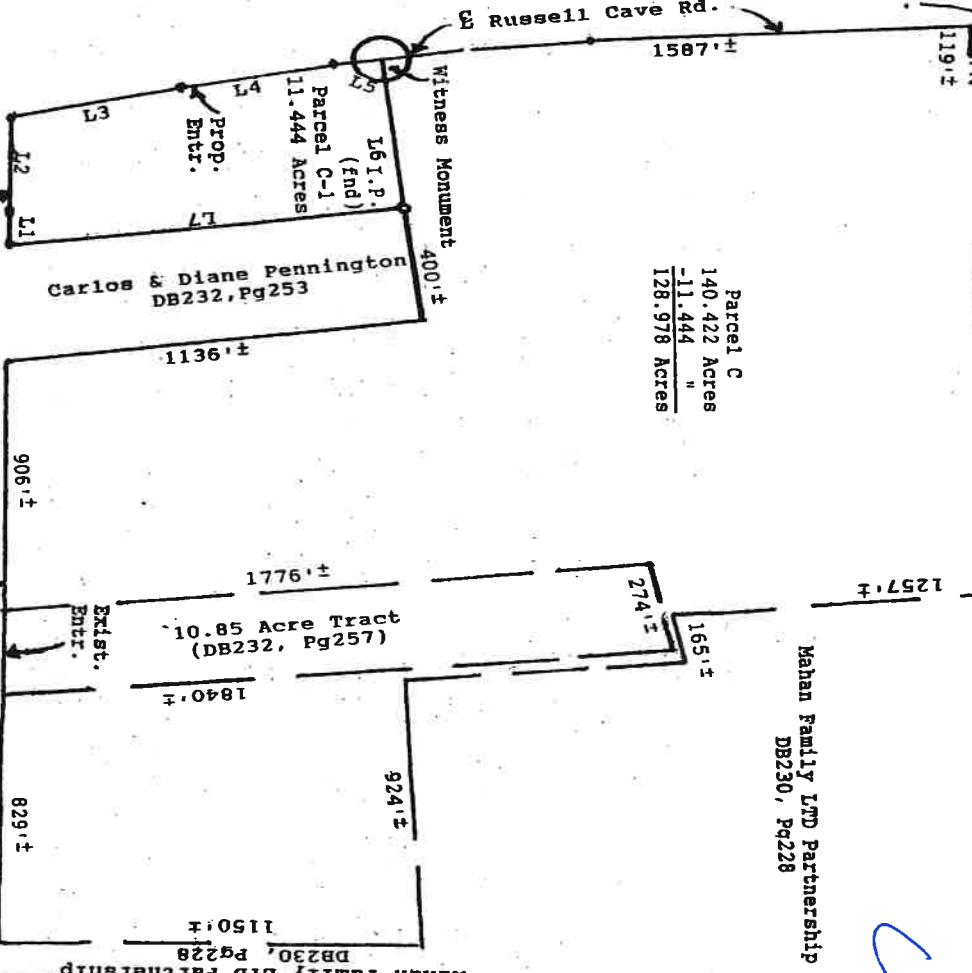 ℄ Russell Cave Rd.
1587'±
119'±
Witness Monument
L5
L4
L3
Prop.
Entr.
Parcel C-1
11.444 Acres
L6 I.P.
(fnd)
L2
L1
L7
400'±
Carlos & Diane Pennington
DB232,Pg253
1136'±
Parcel C
140.422 Acres
-11.444 "
128.978 Acres
906'±
1776'±
10.85 Acre Tract
(DB232, Pg257)
274'±
165'±
1257'±
Exist.
Entr.
1840'±
Mahan Family LTD Partnership
DB230, Pg228
924'±
829'±
1150'±
DB230, Pg228